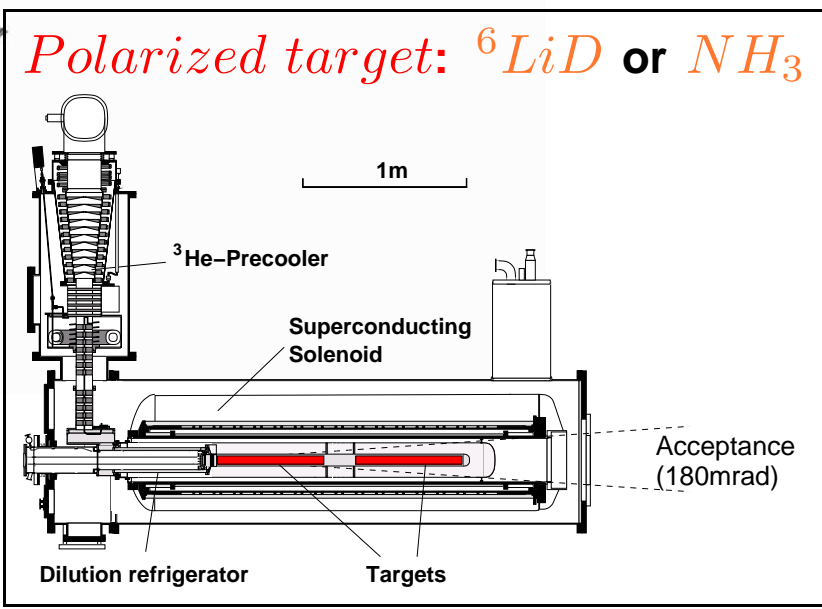 Polarized target: ⁶LiD or NH₃
1m
³He–Precooler
Superconducting
Solenoid
Acceptance
(180mrad)
Dilution refrigerator
Targets